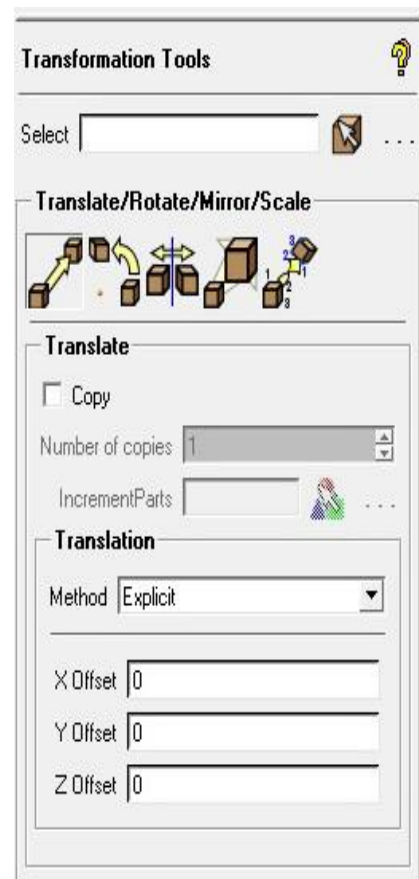 Transformation Tools
Select
...
Translate/Rotate/Mirror/Scale
Translate
Copy
Number of copies 1
IncrementParts
...
Translation
Method Explicit
X Offset 0
Y Offset 0
Z Offset 0